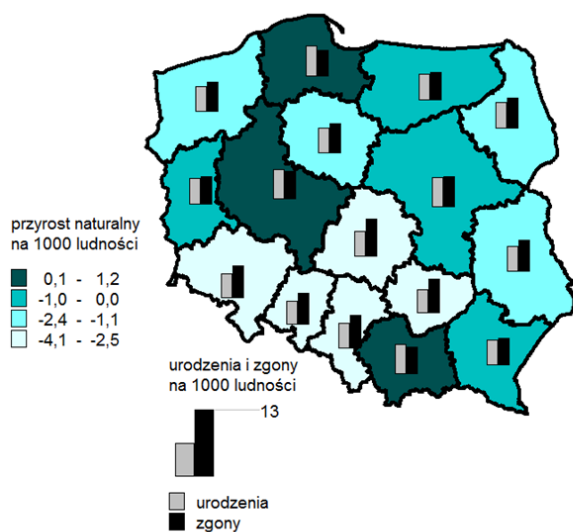 przyrost naturalny
na 1000 ludności
0,1 - 1,2
-1,0 - 0,0
-2,4 - -1,1
-4,1 - -2,5
urodzenia i zgony
na 1000 ludności
13
urodzenia
zgony